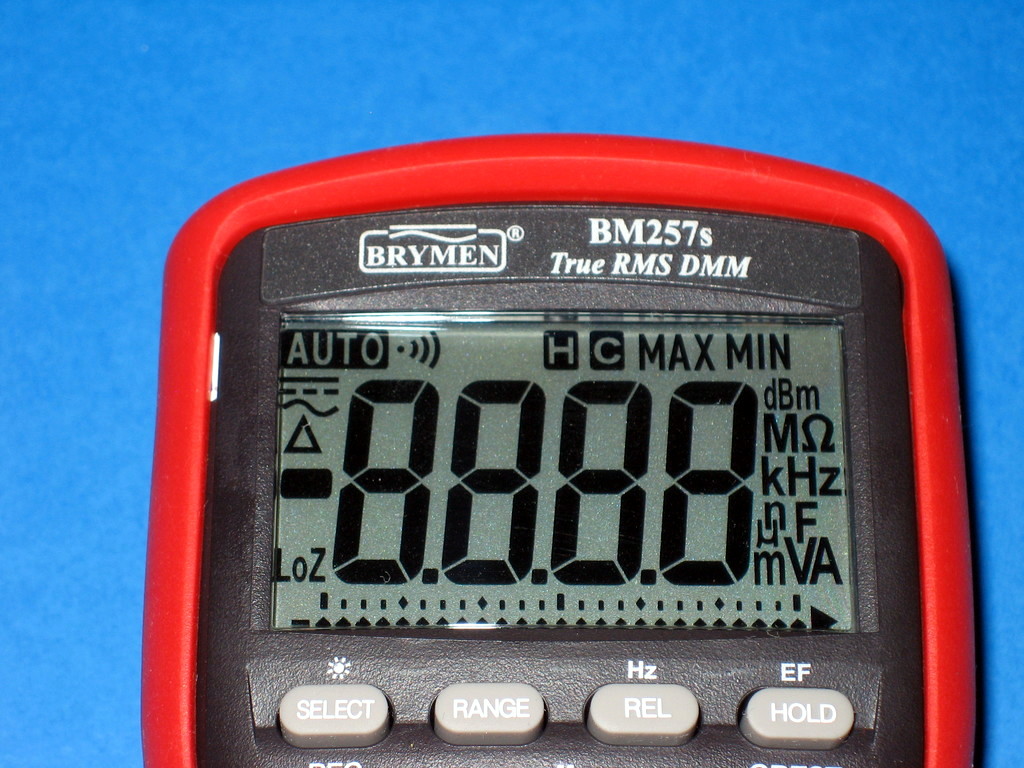 BRYMEN®
BM257s
True RMS DMM
AUTO H C MAX MIN
dBm
MΩ
-8.8.8.8 kHz
n F
µ
LoZ mVA
Hz EF
SELECT RANGE REL HOLD